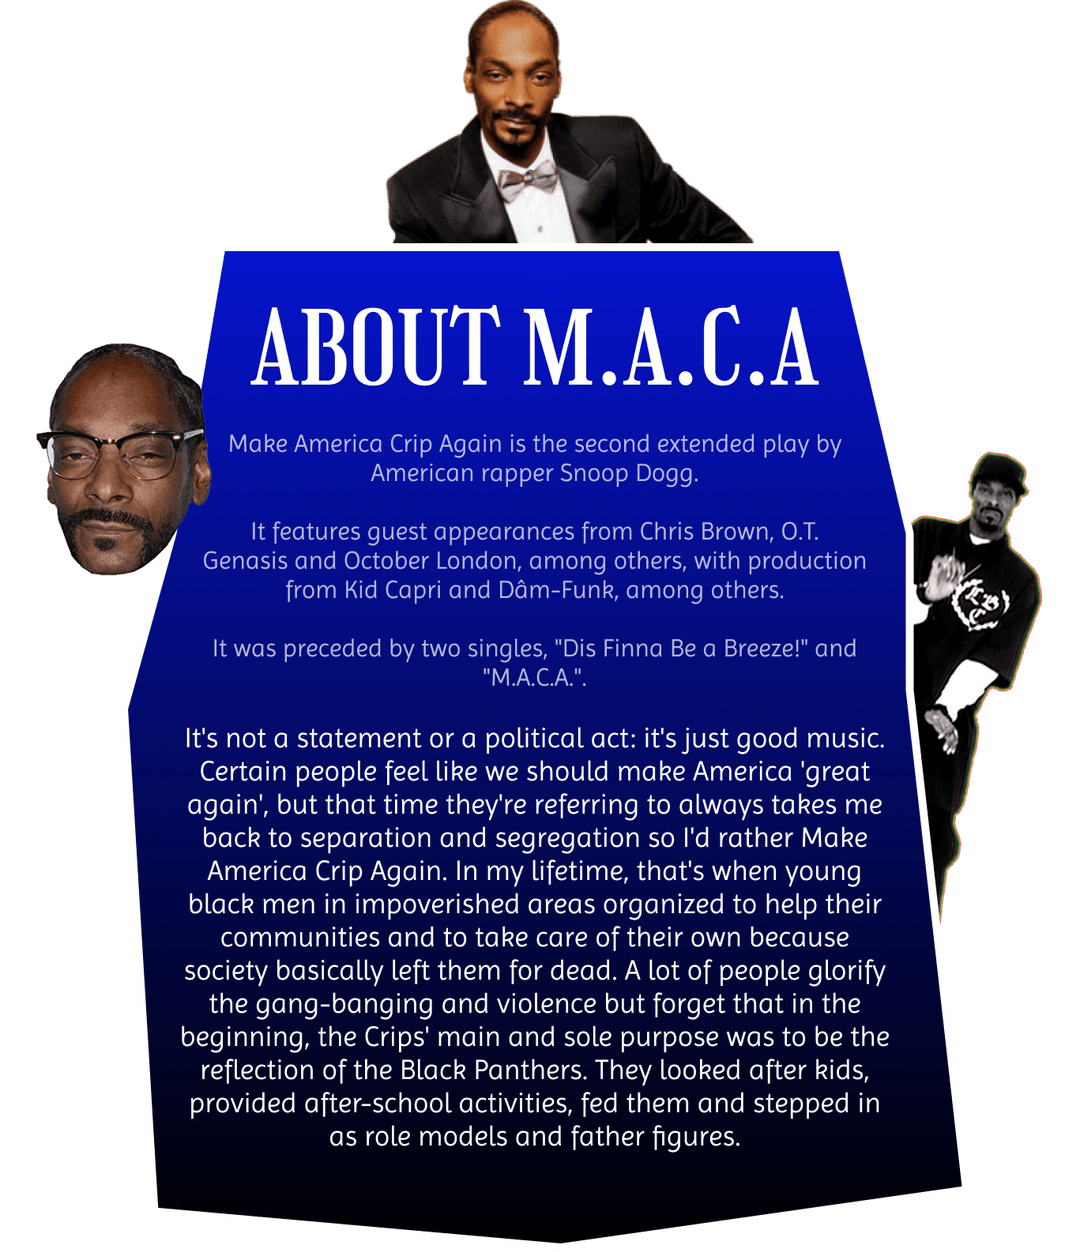 ABOUT M.A.C.A
Make America Crip Again is the second extended play by
American rapper Snoop Dogg.
It features guest appearances from Chris Brown, O.T.
Genasis and October London, among others, with production
from Kid Capri and Dâm-Funk, among others.
It was preceded by two singles, "Dis Finna Be a Breeze!" and
"M.A.C.A.".
It's not a statement or a political act: it's just good music.
Certain people feel like we should make America 'great
again', but that time they're referring to always takes me
back to separation and segregation so I'd rather Make
America Crip Again. In my lifetime, that's when young
black men in impoverished areas organized to help their
communities and to take care of their own because
society basically left them for dead. A lot of people glorify
the gang-banging and violence but forget that in the
beginning, the Crips' main and sole purpose was to be the
reflection of the Black Panthers. They looked after kids,
provided after-school activities, fed them and stepped in
as role models and father figures.
LBC